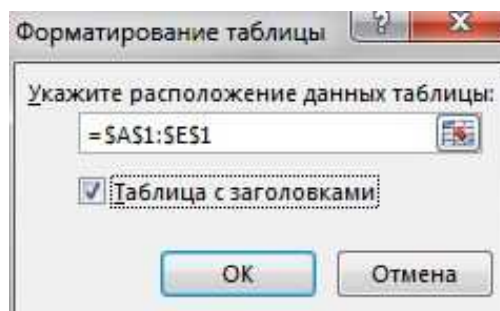 Форматирование таблицы ?
Укажите расположение данных таблицы:
=$A$1:$E$1
Таблица с заголовками
ОК Отмена